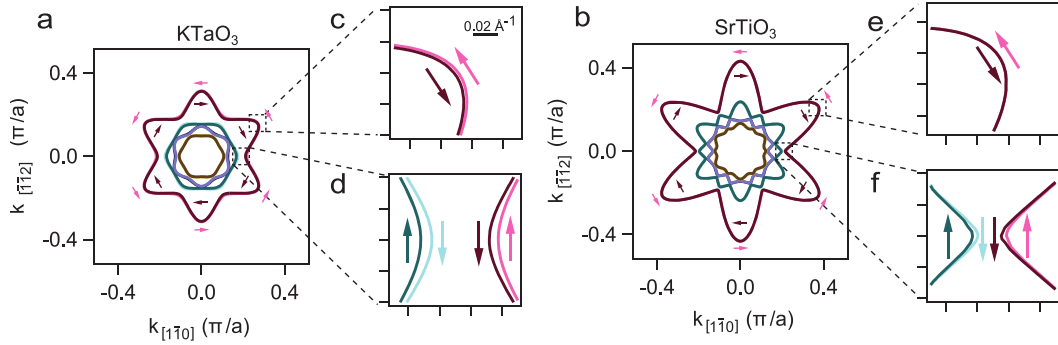 a
KTaO₃
k[1̄1̄2] (π/a)
0.4
0.0
-0.4
-0.4
0.0
0.4
k[11̄0] (π/a)
c
0.02 Å⁻¹
d
b
SrTiO₃
k[1̄1̄2] (π/a)
0.4
0.0
-0.4
-0.4
0.0
0.4
k[11̄0] (π/a)
e
f